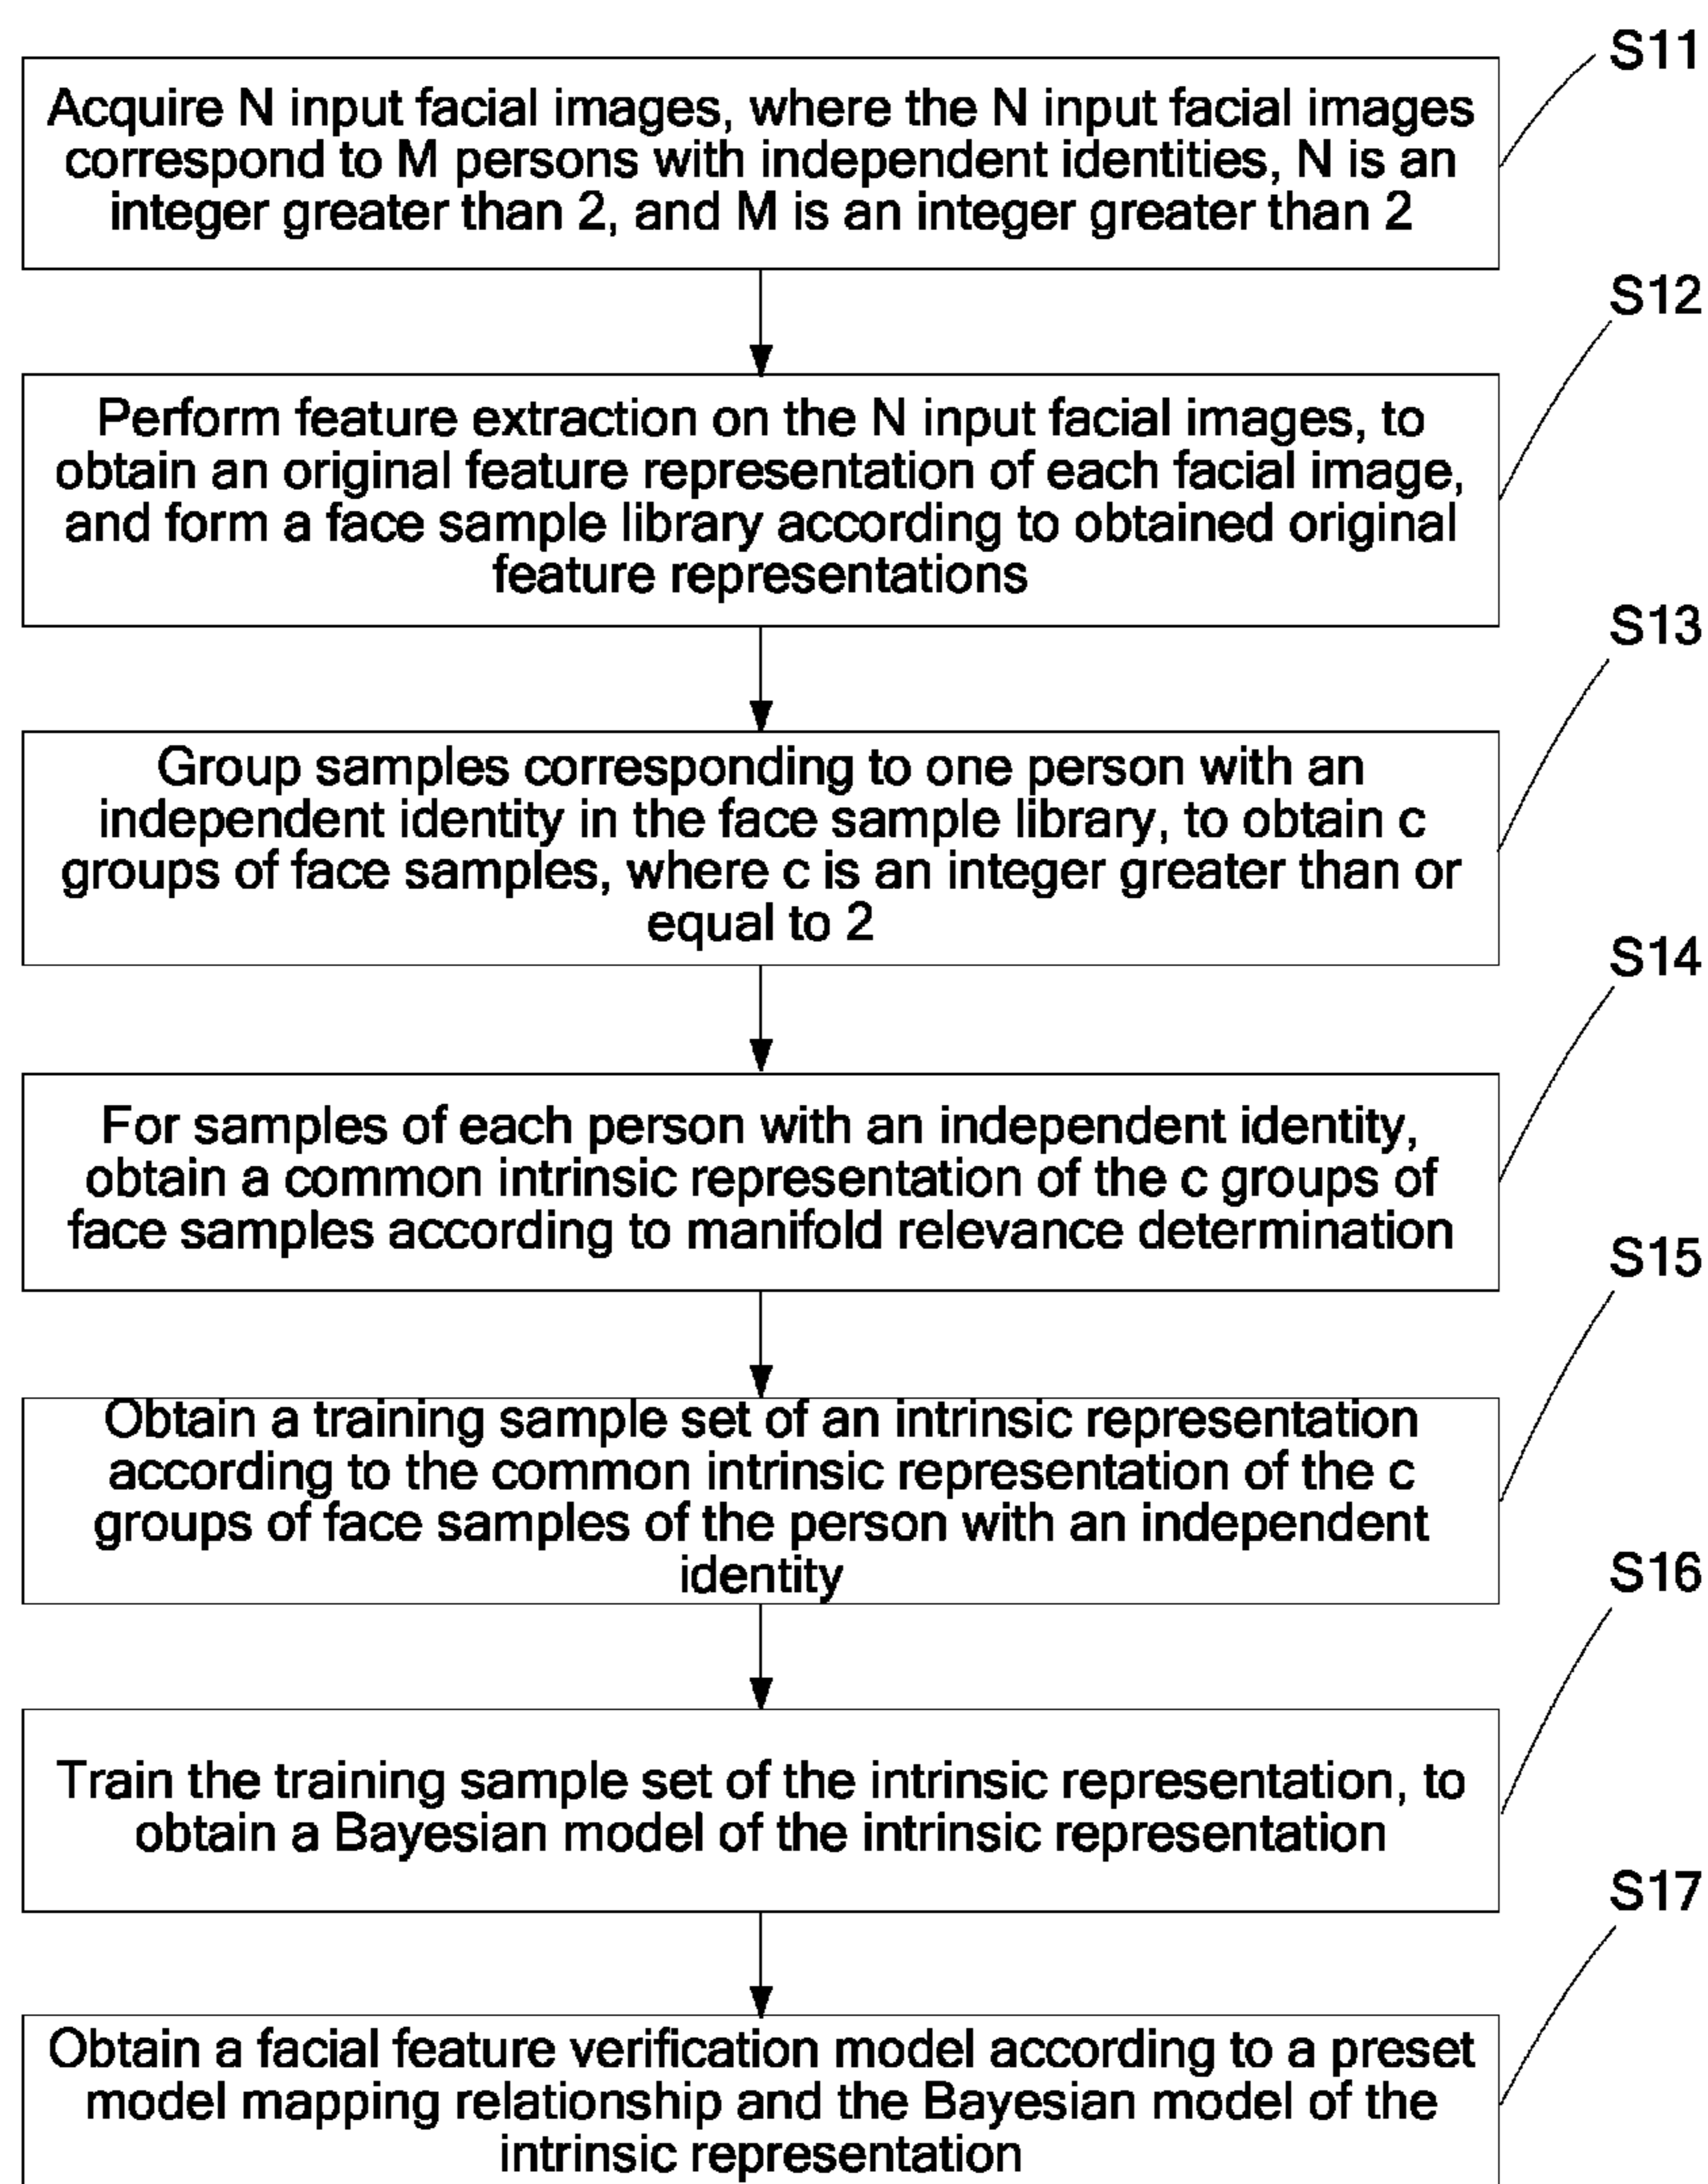 S11
Acquire N input facial images, where the N input facial images
correspond to M persons with independent identities, N is an
integer greater than 2, and M is an integer greater than 2
S12
Perform feature extraction on the N input facial images, to
obtain an original feature representation of each facial image,
and form a face sample library according to obtained original
feature representations
S13
Group samples corresponding to one person with an
independent identity in the face sample library, to obtain c
groups of face samples, where c is an integer greater than or
equal to 2
S14
For samples of each person with an independent identity,
obtain a common intrinsic representation of the c groups of
face samples according to manifold relevance determination
S15
Obtain a training sample set of an intrinsic representation
according to the common intrinsic representation of the c
groups of face samples of the person with an independent
identity
S16
Train the training sample set of the intrinsic representation, to
obtain a Bayesian model of the intrinsic representation
S17
Obtain a facial feature verification model according to a preset
model mapping relationship and the Bayesian model of the
intrinsic representation